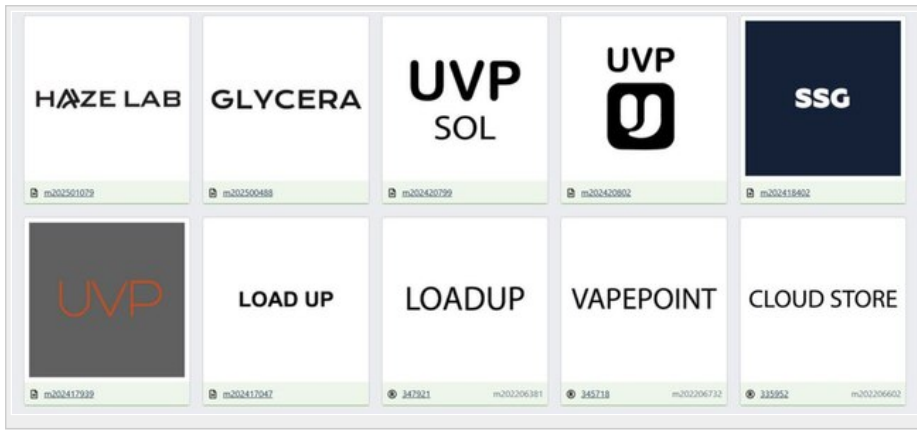 HAZE LAB
GLYCERA
UVP
SOL
UVP
SSG
m202501079
m202500488
m202420799
m202420802
m202418402
UVP
LOAD UP
LOADUP
VAPEPOINT
CLOUD STORE
m202417939
m202417047
® 347921 m202206381
® 345718 m202206732
® 335952 m202206602